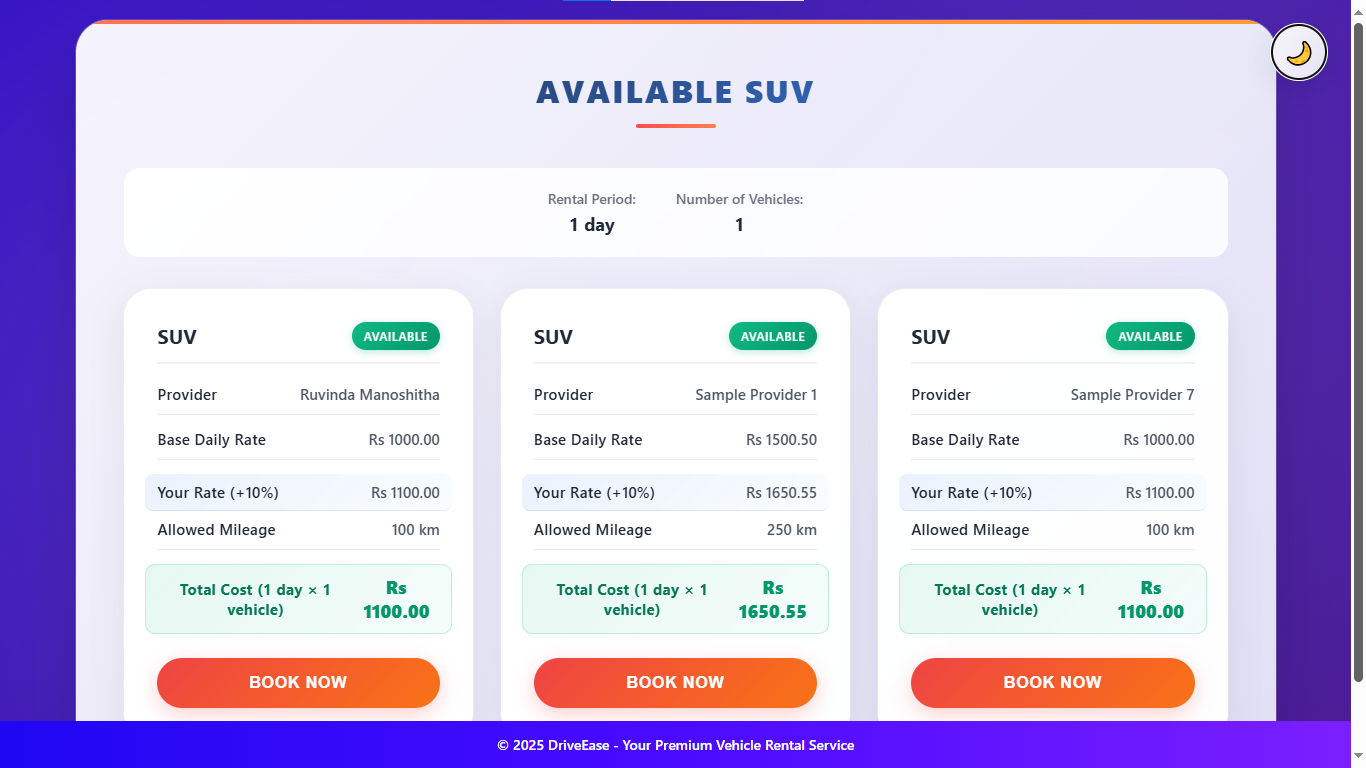 AVAILABLE SUV
Rental Period:
1 day
Number of Vehicles:
1
SUV
AVAILABLE
Provider
Ruvinda Manoshitha
Base Daily Rate
Rs 1000.00
Your Rate (+10%)
Rs 1100.00
Allowed Mileage
100 km
Total Cost (1 day × 1
vehicle)
Rs
1100.00
BOOK NOW
SUV
AVAILABLE
Provider
Sample Provider 1
Base Daily Rate
Rs 1500.50
Your Rate (+10%)
Rs 1650.55
Allowed Mileage
250 km
Total Cost (1 day × 1
vehicle)
Rs
1650.55
BOOK NOW
SUV
AVAILABLE
Provider
Sample Provider 7
Base Daily Rate
Rs 1000.00
Your Rate (+10%)
Rs 1100.00
Allowed Mileage
100 km
Total Cost (1 day × 1
vehicle)
Rs
1100.00
BOOK NOW
© 2025 DriveEase - Your Premium Vehicle Rental Service